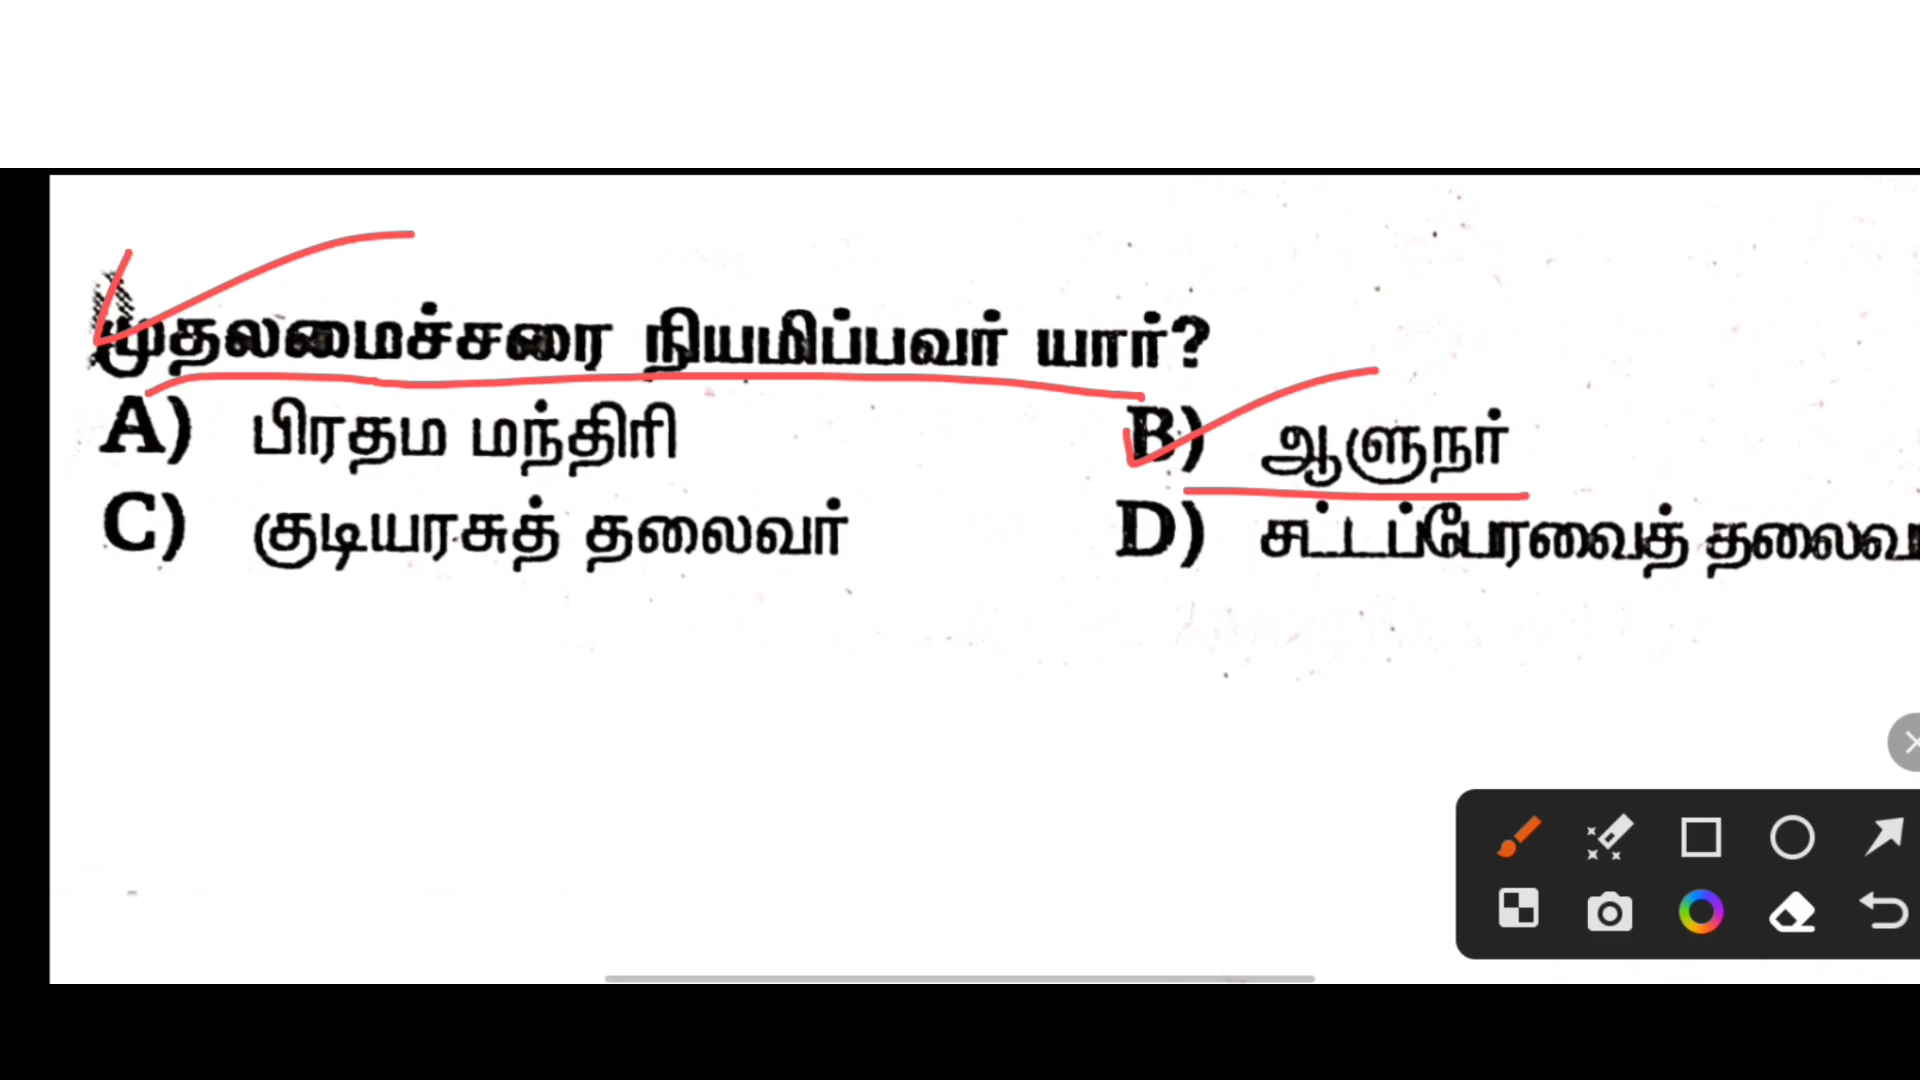 முதலமைச்சரை நியமிப்பவர் யார்?
A) பிரதம மந்திரி B) ஆளுநர்
C) குடியரசுத் தலைவர் D) சட்டப்பேரவைத்